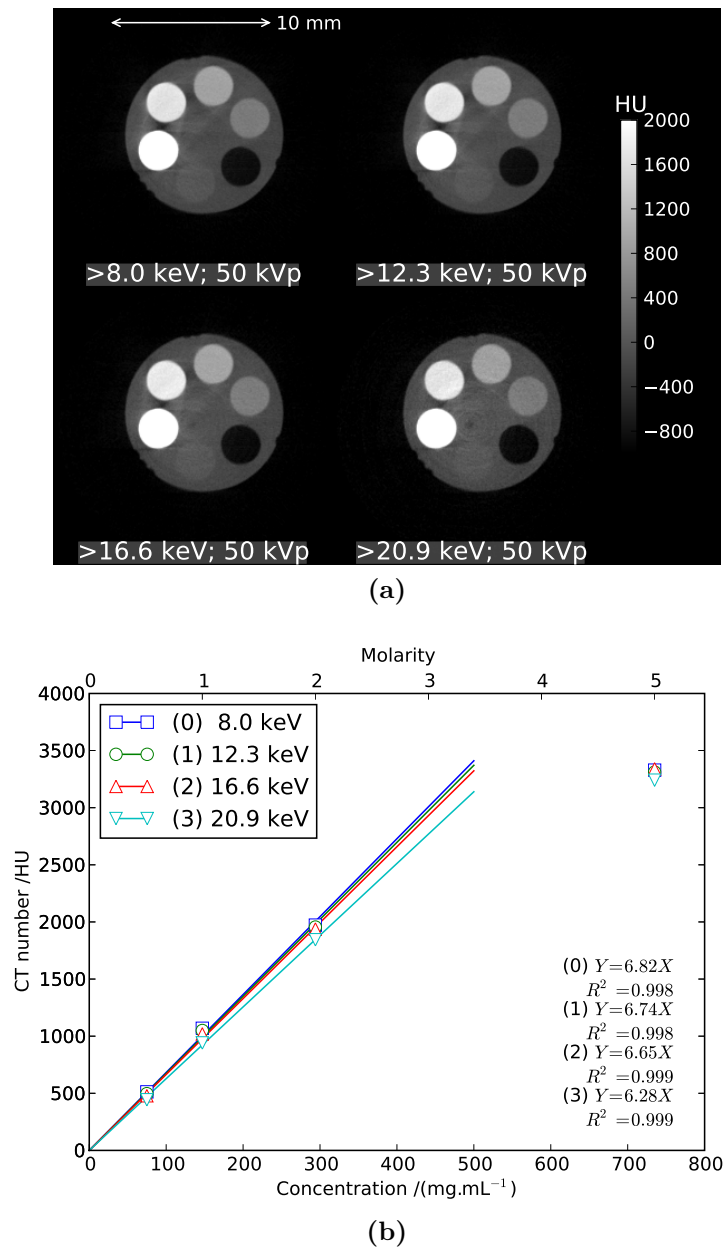 10 mm
HU
2000
1600
1200
800
400
0
−400
−800
>8.0 keV; 50 kVp
>12.3 keV; 50 kVp
>16.6 keV; 50 kVp
>20.9 keV; 50 kVp
(a)
Molarity
0 1 2 3 4 5
4000
3500
3000
2500
2000
1500
1000
500
0
CT number /HU
(0) 8.0 keV
(1) 12.3 keV
(2) 16.6 keV
(3) 20.9 keV
(0) Y=6.82X
R² =0.998
(1) Y=6.74X
R² =0.998
(2) Y=6.65X
R² =0.999
(3) Y=6.28X
R² =0.999
0 100 200 300 400 500 600 700 800
Concentration /(mg.mL⁻¹)
(b)